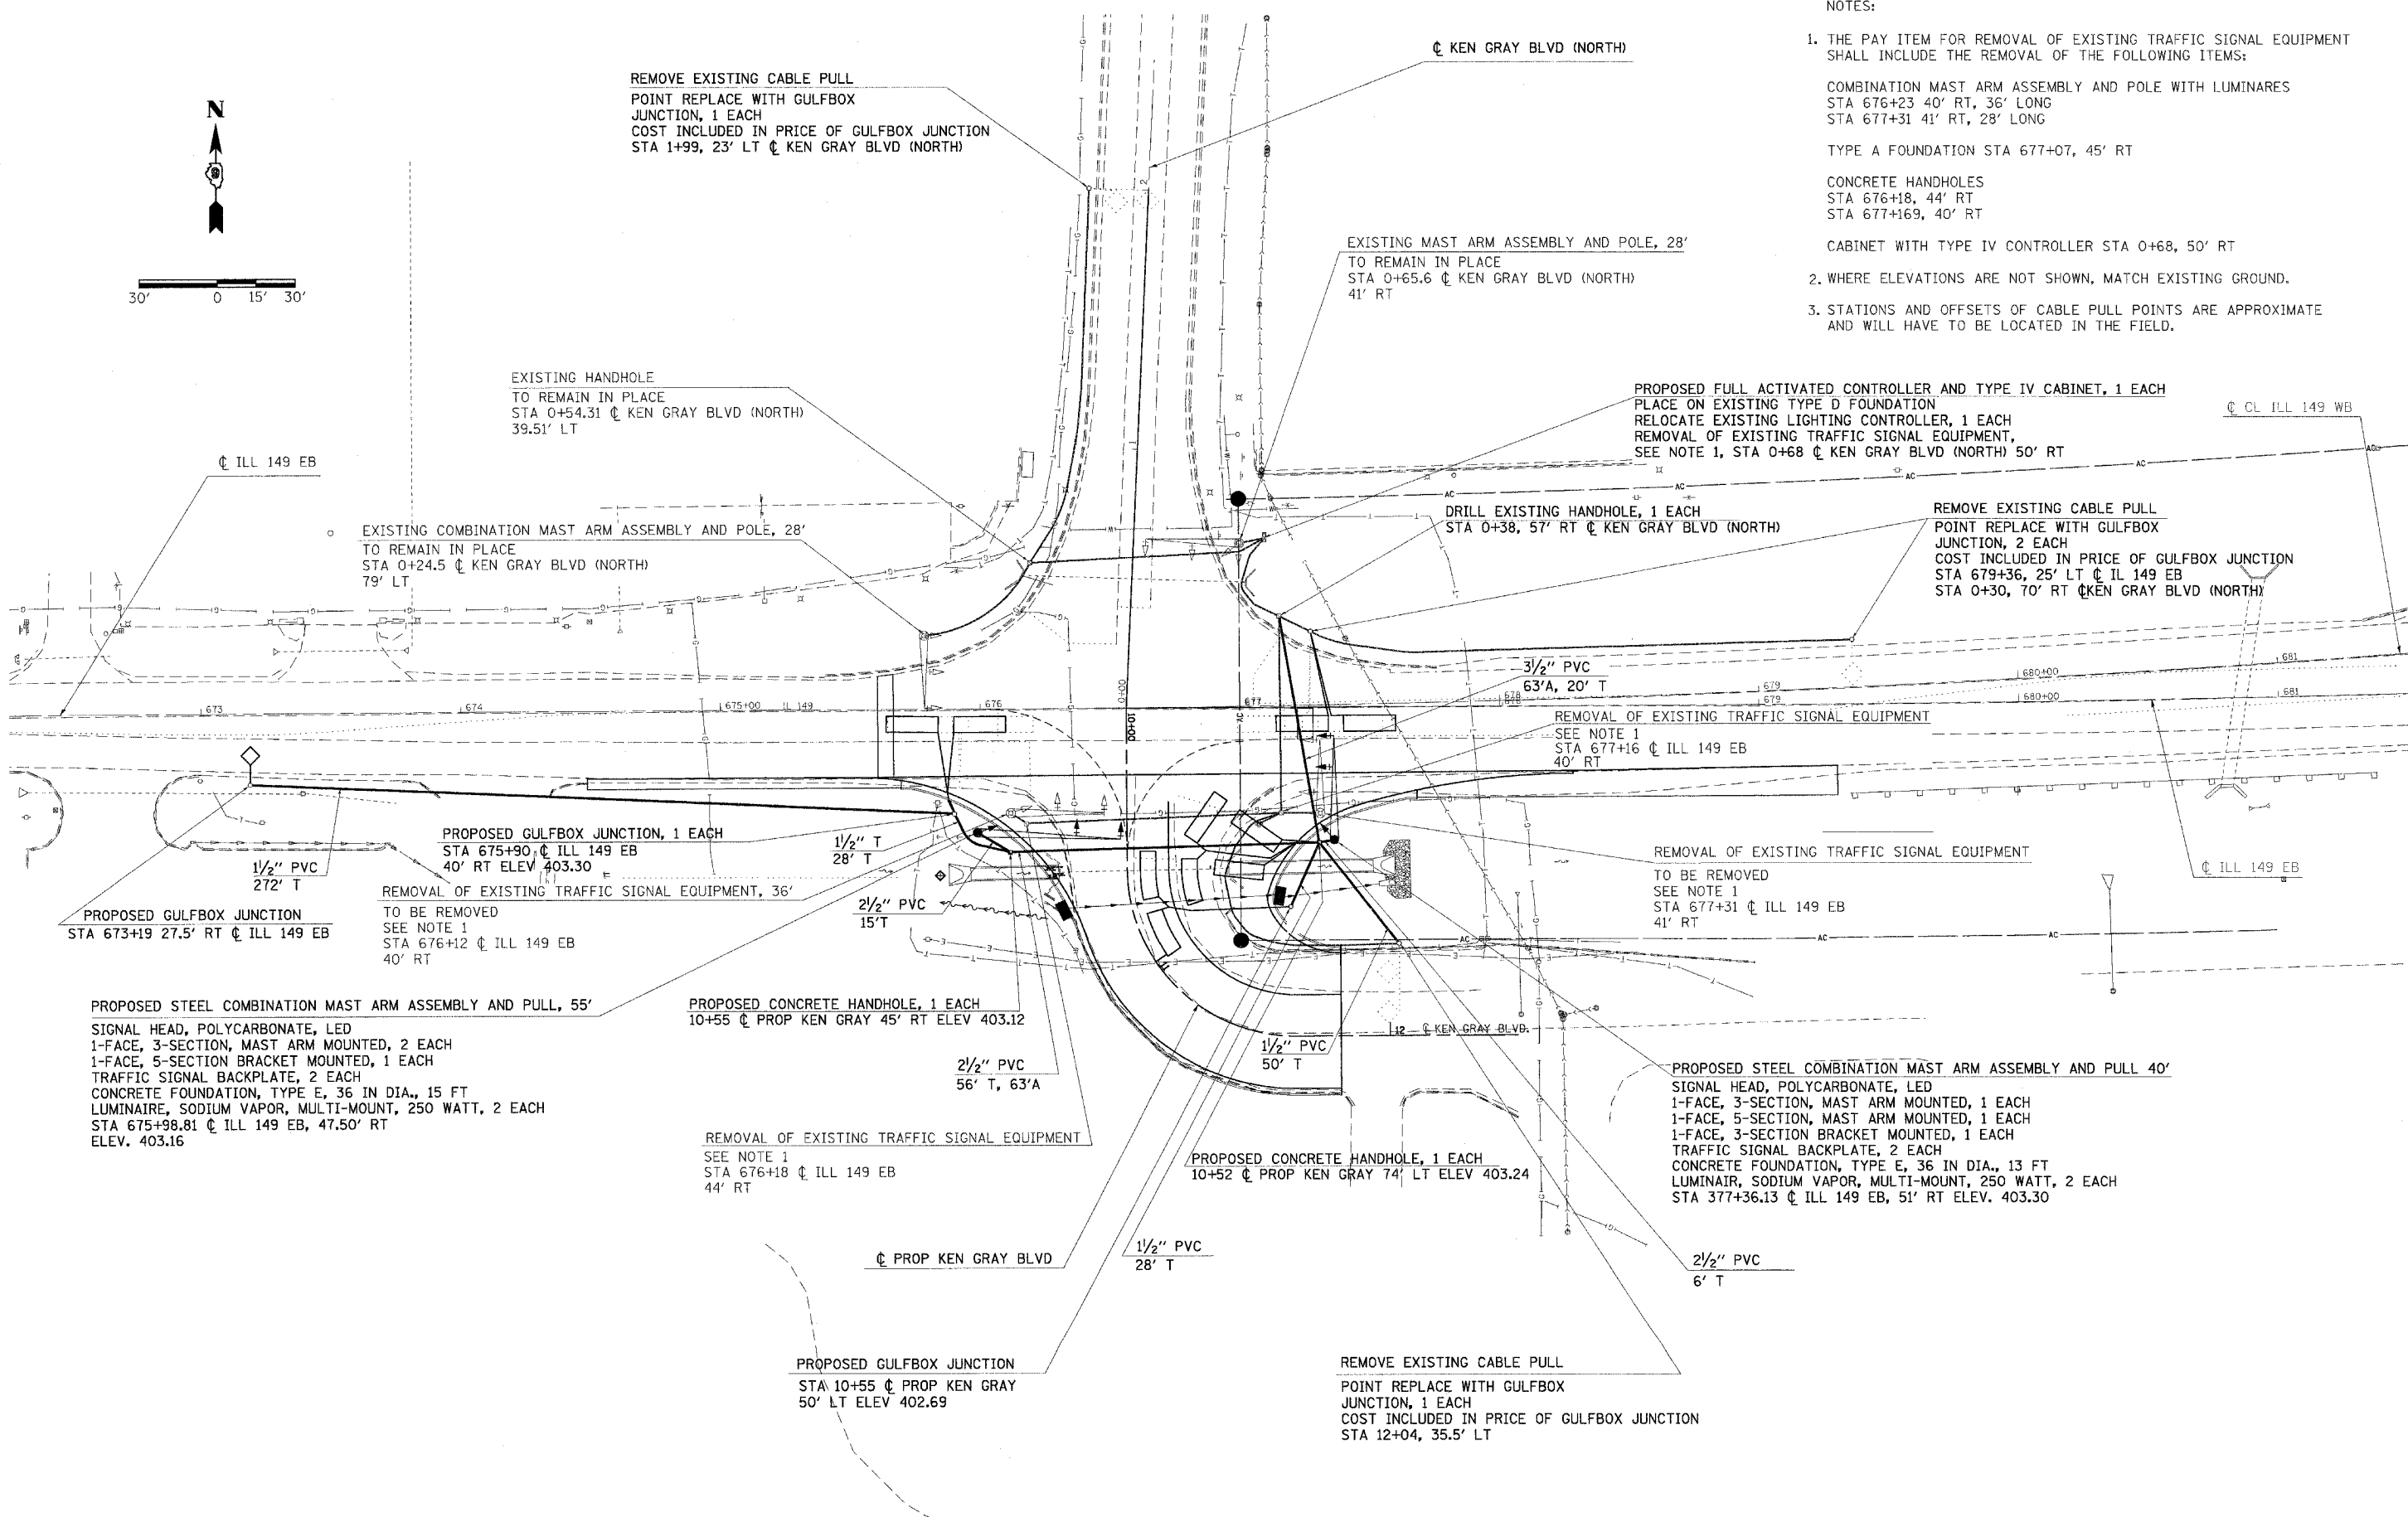 NOTES:
1. THE PAY ITEM FOR REMOVAL OF EXISTING TRAFFIC SIGNAL EQUIPMENT
SHALL INCLUDE THE REMOVAL OF THE FOLLOWING ITEMS:
COMBINATION MAST ARM ASSEMBLY AND POLE WITH LUMINARES
STA 676+23 40' RT, 36' LONG
STA 677+31 41' RT, 28' LONG
TYPE A FOUNDATION STA 677+07, 45' RT
CONCRETE HANDHOLES
STA 676+18, 44' RT
STA 677+169, 40' RT
CABINET WITH TYPE IV CONTROLLER STA 0+68, 50' RT
2. WHERE ELEVATIONS ARE NOT SHOWN, MATCH EXISTING GROUND.
3. STATIONS AND OFFSETS OF CABLE PULL POINTS ARE APPROXIMATE
AND WILL HAVE TO BE LOCATED IN THE FIELD.
N
30' 0 15' 30'
REMOVE EXISTING CABLE PULL
POINT REPLACE WITH GULFBOX
JUNCTION, 1 EACH
COST INCLUDED IN PRICE OF GULFBOX JUNCTION
STA 1+99, 23' LT ℄ KEN GRAY BLVD (NORTH)
℄ KEN GRAY BLVD (NORTH)
EXISTING MAST ARM ASSEMBLY AND POLE, 28'
TO REMAIN IN PLACE
STA 0+65.6 ℄ KEN GRAY BLVD (NORTH)
41' RT
EXISTING HANDHOLE
TO REMAIN IN PLACE
STA 0+54.31 ℄ KEN GRAY BLVD (NORTH)
39.51' LT
PROPOSED FULL ACTIVATED CONTROLLER AND TYPE IV CABINET, 1 EACH
PLACE ON EXISTING TYPE D FOUNDATION
RELOCATE EXISTING LIGHTING CONTROLLER, 1 EACH
REMOVAL OF EXISTING TRAFFIC SIGNAL EQUIPMENT,
SEE NOTE 1, STA 0+68 ℄ KEN GRAY BLVD (NORTH) 50' RT
℄ CL ILL 149 WB
℄ ILL 149 EB
EXISTING COMBINATION MAST ARM ASSEMBLY AND POLE, 28'
TO REMAIN IN PLACE
STA 0+24.5 ℄ KEN GRAY BLVD (NORTH)
79' LT
DRILL EXISTING HANDHOLE, 1 EACH
STA 0+38, 57' RT ℄ KEN GRAY BLVD (NORTH)
REMOVE EXISTING CABLE PULL
POINT REPLACE WITH GULFBOX
JUNCTION, 2 EACH
COST INCLUDED IN PRICE OF GULFBOX JUNCTION
STA 679+36, 25' LT ℄ IL 149 EB
STA 0+30, 70' RT ℄KEN GRAY BLVD (NORTH)
AC AC AC AC
2
0+00
10+00
673 674 675+00 IL 149 676 677 678 679 680+00 681
678 679 680+00 681
AC
3½" PVC
63'A, 20' T
REMOVAL OF EXISTING TRAFFIC SIGNAL EQUIPMENT
SEE NOTE 1
STA 677+16 ℄ ILL 149 EB
40' RT
1½" PVC
272' T
PROPOSED GULFBOX JUNCTION
STA 673+19 27.5' RT ℄ ILL 149 EB
PROPOSED GULFBOX JUNCTION, 1 EACH
STA 675+90 ℄ ILL 149 EB
40' RT ELEV 403.30
REMOVAL OF EXISTING TRAFFIC SIGNAL EQUIPMENT, 36'
TO BE REMOVED
SEE NOTE 1
STA 676+12 ℄ ILL 149 EB
40' RT
1½" T
28' T
2½" PVC
15'T
REMOVAL OF EXISTING TRAFFIC SIGNAL EQUIPMENT
TO BE REMOVED
SEE NOTE 1
STA 677+31 ℄ ILL 149 EB
41' RT
℄ ILL 149 EB
AC AC AC
PROPOSED STEEL COMBINATION MAST ARM ASSEMBLY AND PULL, 55'
SIGNAL HEAD, POLYCARBONATE, LED
1-FACE, 3-SECTION, MAST ARM MOUNTED, 2 EACH
1-FACE, 5-SECTION BRACKET MOUNTED, 1 EACH
TRAFFIC SIGNAL BACKPLATE, 2 EACH
CONCRETE FOUNDATION, TYPE E, 36 IN DIA., 15 FT
LUMINAIRE, SODIUM VAPOR, MULTI-MOUNT, 250 WATT, 2 EACH
STA 675+98.81 ℄ ILL 149 EB, 47.50' RT
ELEV. 403.16
PROPOSED CONCRETE HANDHOLE, 1 EACH
10+55 ℄ PROP KEN GRAY 45' RT ELEV 403.12
2½" PVC
56' T, 63'A
12 ℄ KEN GRAY BLVD.
1½" PVC
50' T
PROPOSED STEEL COMBINATION MAST ARM ASSEMBLY AND PULL 40'
SIGNAL HEAD, POLYCARBONATE, LED
1-FACE, 3-SECTION, MAST ARM MOUNTED, 1 EACH
1-FACE, 5-SECTION, MAST ARM MOUNTED, 1 EACH
1-FACE, 3-SECTION BRACKET MOUNTED, 1 EACH
TRAFFIC SIGNAL BACKPLATE, 2 EACH
CONCRETE FOUNDATION, TYPE E, 36 IN DIA., 13 FT
LUMINAIR, SODIUM VAPOR, MULTI-MOUNT, 250 WATT, 2 EACH
STA 377+36.13 ℄ ILL 149 EB, 51' RT ELEV. 403.30
REMOVAL OF EXISTING TRAFFIC SIGNAL EQUIPMENT
SEE NOTE 1
STA 676+18 ℄ ILL 149 EB
44' RT
PROPOSED CONCRETE HANDHOLE, 1 EACH
10+52 ℄ PROP KEN GRAY 74' LT ELEV 403.24
℄ PROP KEN GRAY BLVD
1½" PVC
28' T
2½" PVC
6' T
PROPOSED GULFBOX JUNCTION
STA 10+55 ℄ PROP KEN GRAY
50' LT ELEV 402.69
REMOVE EXISTING CABLE PULL
POINT REPLACE WITH GULFBOX
JUNCTION, 1 EACH
COST INCLUDED IN PRICE OF GULFBOX JUNCTION
STA 12+04, 35.5' LT